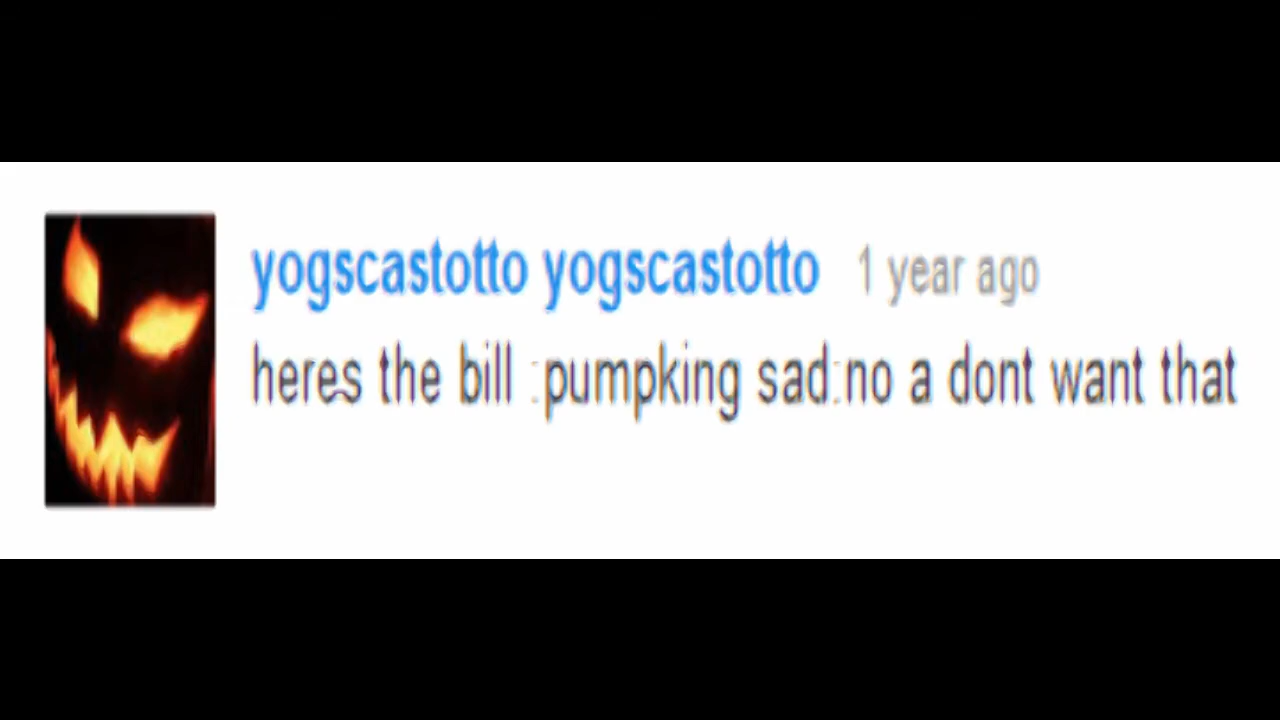 yogscastotto yogscastotto 1 year ago
heres the bill :pumpking sad:no a dont want that